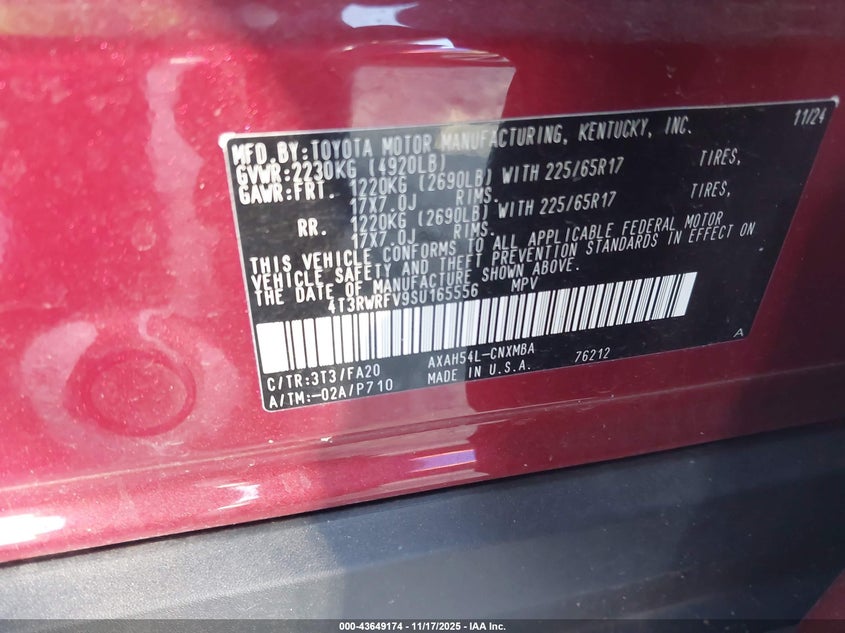 MFD.BY:TOYOTA MOTOR MANUFACTURING, KENTUCKY, INC. 11/24
GVWR:2230KG (4920LB)
GAWR:FRT. 1220KG (2690LB) WITH 225/65R17 TIRES,
17X7.0J RIMS.
RR. 1220KG (2690LB) WITH 225/65R17 TIRES,
17X7.0J RIMS.
THIS VEHICLE CONFORMS TO ALL APPLICABLE FEDERAL MOTOR
VEHICLE SAFETY AND THEFT PREVENTION STANDARDS IN EFFECT ON
THE DATE OF MANUFACTURE SHOWN ABOVE.
4T3RWRFV9SU165556 MPV
C/TR:3T3/FA20 AXAH54L-CNXMBA 76212 A
A/TM:-02A/P710 MADE IN U.S.A.
000-43649174 - 11/17/2025 - IAA Inc.